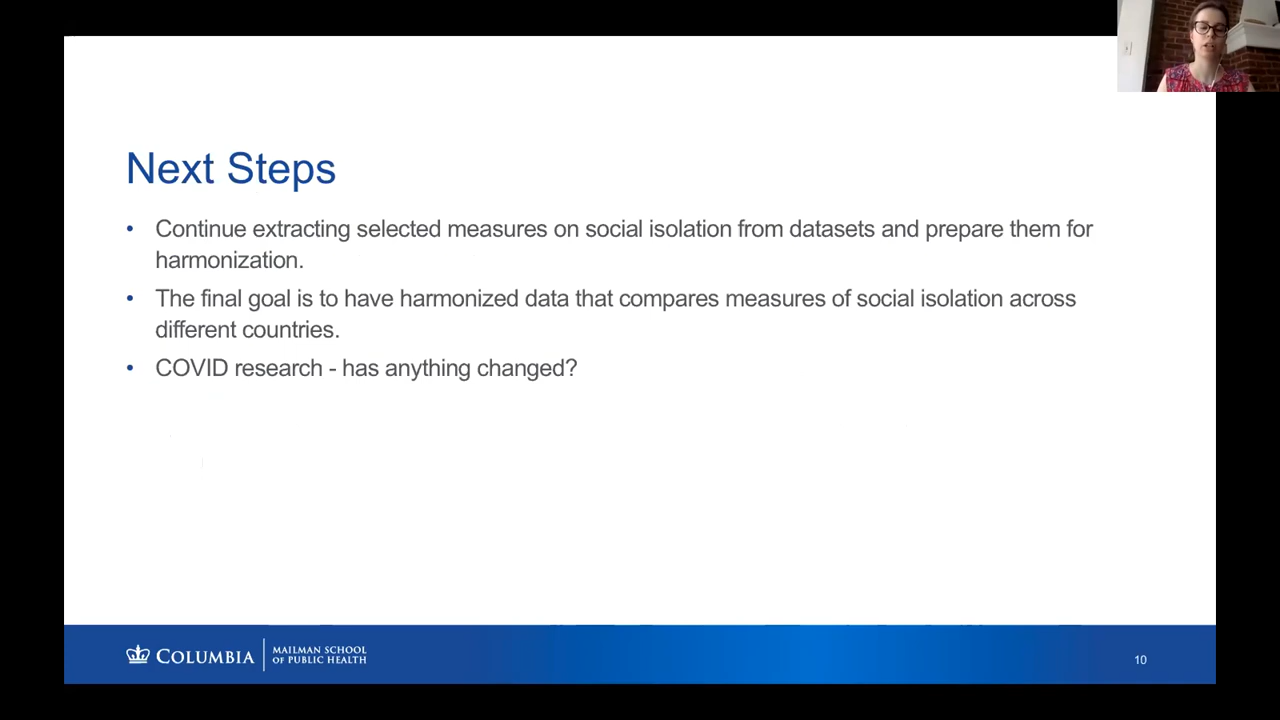 Next Steps
• Continue extracting selected measures on social isolation from datasets and prepare them for
harmonization.
• The final goal is to have harmonized data that compares measures of social isolation across
different countries.
• COVID research - has anything changed?
COLUMBIA
MAILMAN SCHOOL
OF PUBLIC HEALTH
10